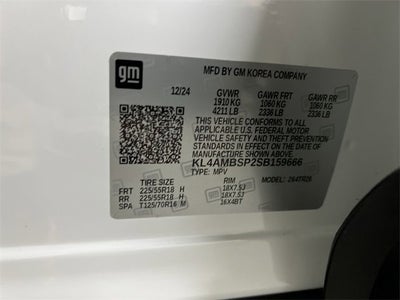 gm
MFD BY GM KOREA COMPANY
12/24 GVWR GAWR FRT GAWR RR
1910 KG 1060 KG 1060 KG
4211 LB 2336 LB 2336 LB
THIS VEHICLE CONFORMS TO ALL
APPLICABLE U.S. FEDERAL MOTOR
VEHICLE SAFETY AND THEFT PREVENTION
STANDARDS IN EFFECT ON THE DATE OF
MANUFACTURE SHOWN ABOVE.
KL4AMBSP2SB159666
TYPE: MPV MODEL:
TIRE SIZE RIM
FRT 225/55R18 H 18X7.5J
RR 225/55R18 H 18X7.5J
SPA T125/70R16 M 16X4BT